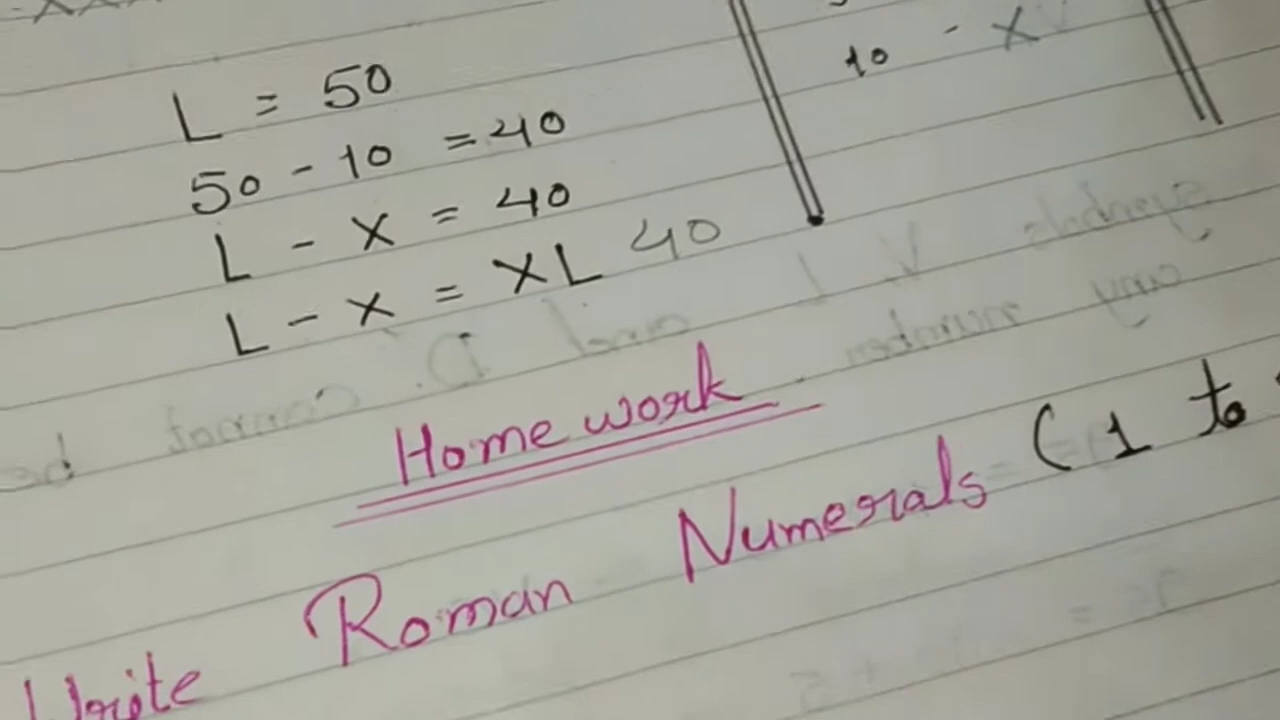 L = 50
50 - 10 = 40
L - X = 40
L - X = XL 40
10 - X
Home work
Write Roman Numerals (1 to